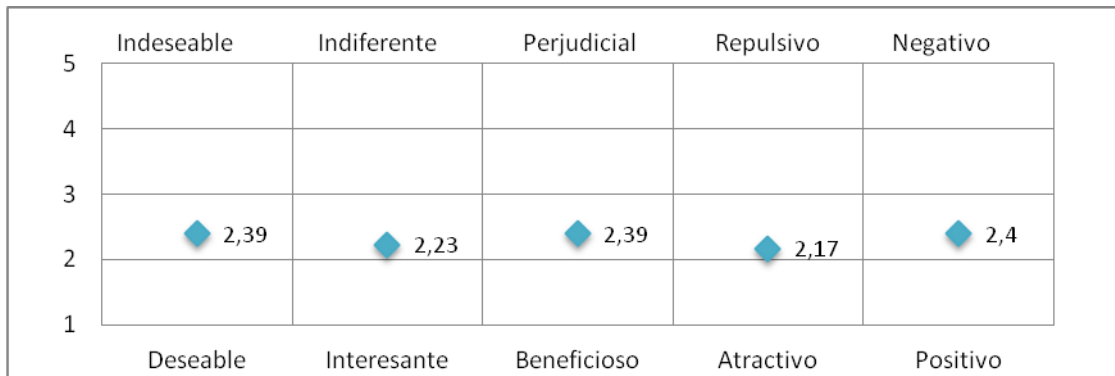 Indeseable Indiferente Perjudicial Repulsivo Negativo
5
4
3
2,39 2,23 2,39 2,17 2,4
2
1
Deseable Interesante Beneficioso Atractivo Positivo